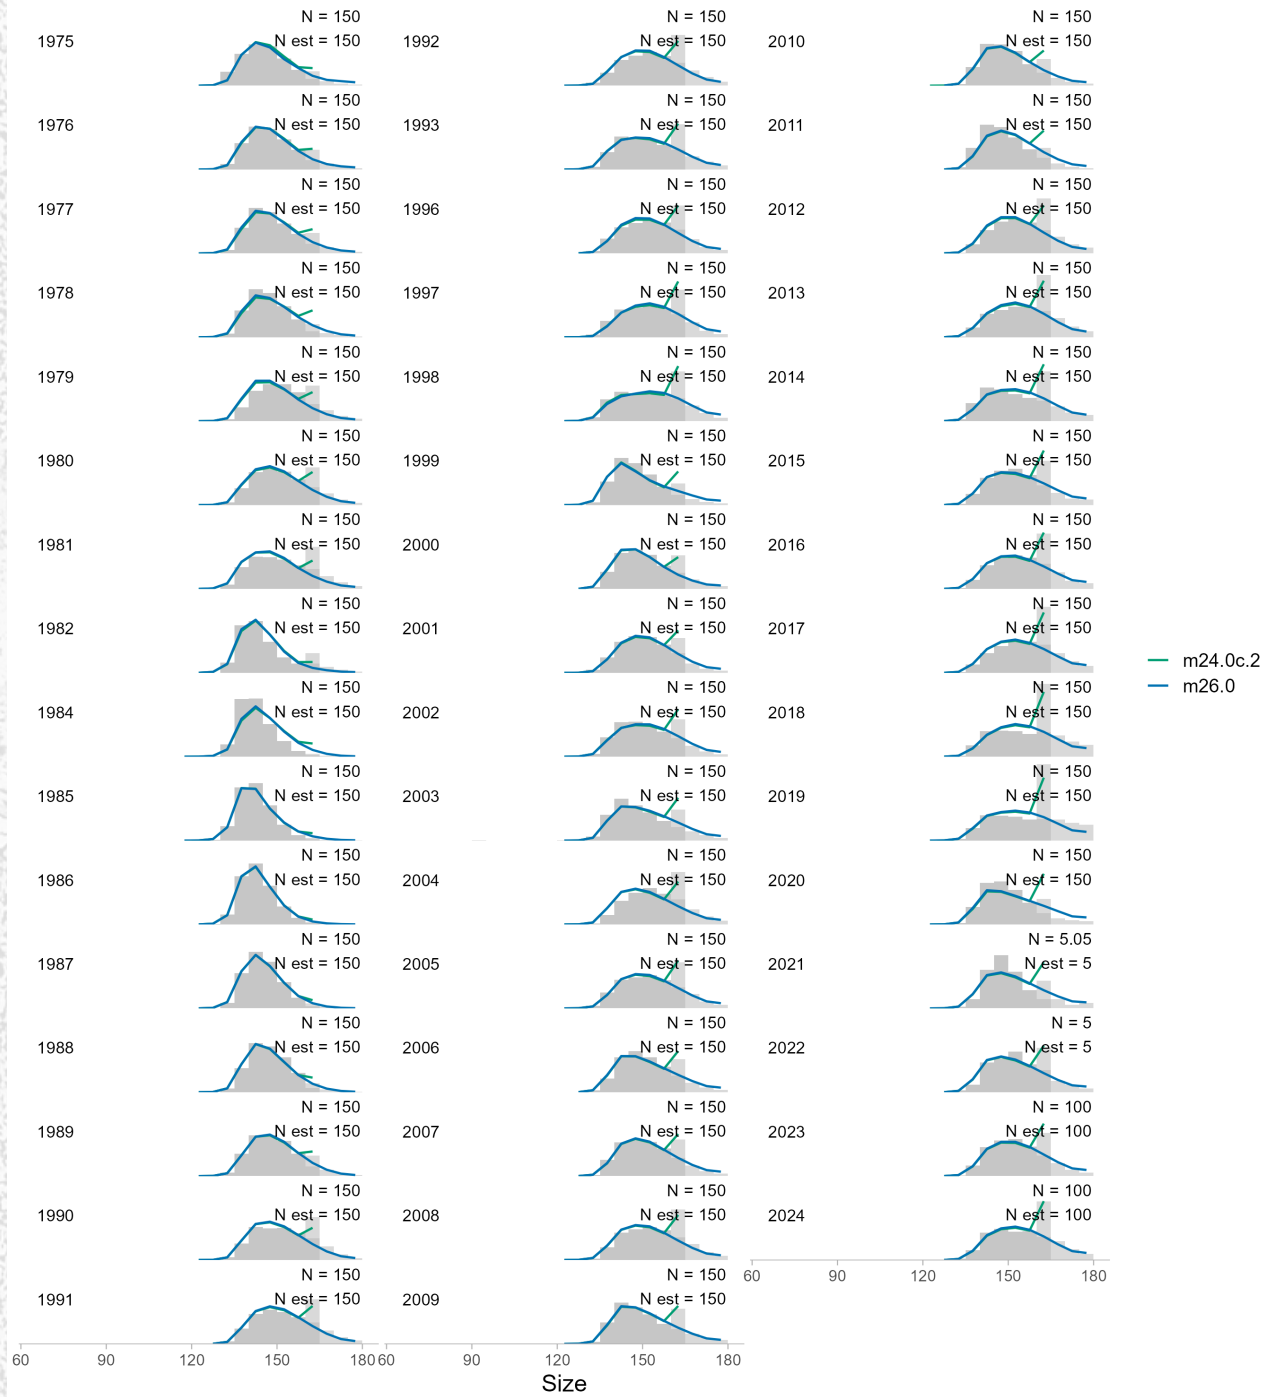 N = 150
1975 N est = 150
N = 150
1976 N est = 150
N = 150
1977 N est = 150
N = 150
1978 N est = 150
N = 150
1979 N est = 150
N = 150
1980 N est = 150
N = 150
1981 N est = 150
N = 150
1982 N est = 150
N = 150
1984 N est = 150
N = 150
1985 N est = 150
N = 150
1986 N est = 150
N = 150
1987 N est = 150
N = 150
1988 N est = 150
N = 150
1989 N est = 150
N = 150
1990 N est = 150
N = 150
1991 N est = 150
60 90 120 150 180
N = 150
1992 N est = 150
N = 150
1993 N est = 150
N = 150
1996 N est = 150
N = 150
1997 N est = 150
N = 150
1998 N est = 150
N = 150
1999 N est = 150
N = 150
2000 N est = 150
N = 150
2001 N est = 150
N = 150
2002 N est = 150
N = 150
2003 N est = 150
N = 150
2004 N est = 150
N = 150
2005 N est = 150
N = 150
2006 N est = 150
N = 150
2007 N est = 150
N = 150
2008 N est = 150
N = 150
2009 N est = 150
60 90 120 150 180
N = 150
2010 N est = 150
N = 150
2011 N est = 150
N = 150
2012 N est = 150
N = 150
2013 N est = 150
N = 150
2014 N est = 150
N = 150
2015 N est = 150
N = 150
2016 N est = 150
N = 150
2017 N est = 150
N = 150
2018 N est = 150
N = 150
2019 N est = 150
N = 150
2020 N est = 150
N = 5.05
2021 N est = 5
N = 5
2022 N est = 5
N = 100
2023 N est = 100
N = 100
2024 N est = 100
60 90 120 150 180
Size
m24.0c.2
m26.0